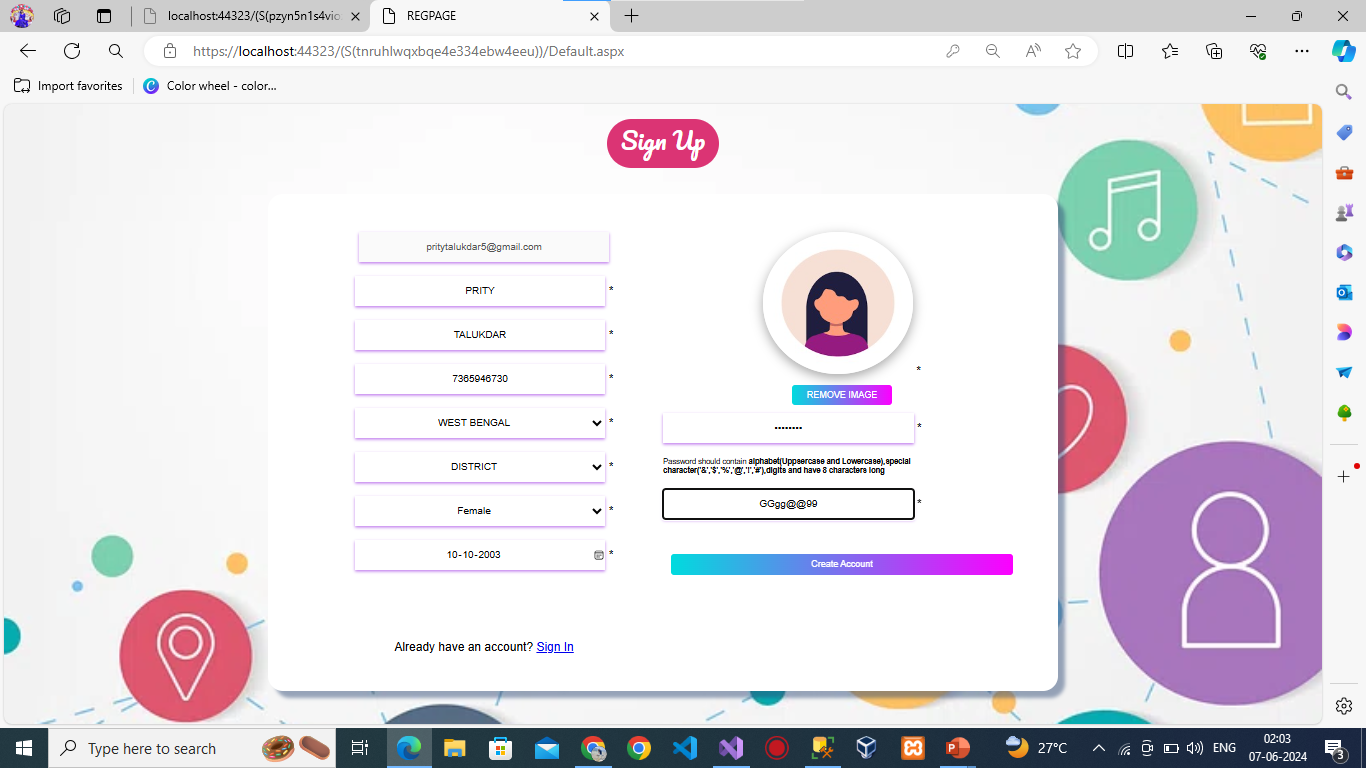 localhost:44323/(S(pzyn5n1s4vio
REGPAGE
https://localhost:44323/(S(tnruhlwqxbqe4e334ebw4eeu))/Default.aspx
Import favorites
Color wheel - color...
Sign Up
pritytalukdar5@gmail.com
PRITY *
TALUKDAR *
7365946730 *
WEST BENGAL *
DISTRICT *
Female *
10-10-2003 *
*
REMOVE IMAGE
•••••••• *
Password should contain alphabet(Uppsercase and Lowercase),special
character('&','$','%','@','!','#'),digits and have 8 characters long
GGgg@@99 *
Create Account
Already have an account? Sign In
Type here to search
27°C
ENG
02:03
07-06-2024
3